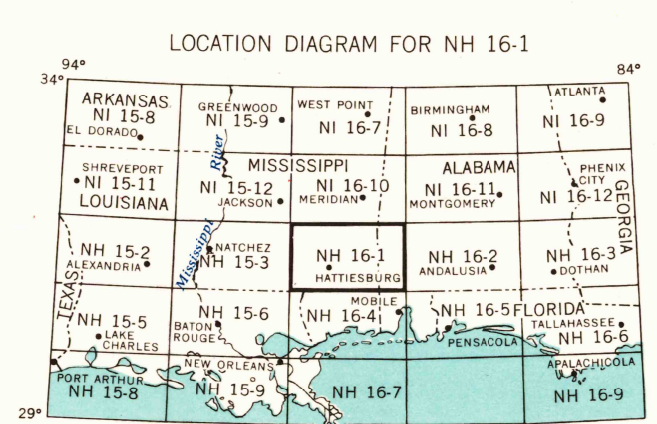 LOCATION DIAGRAM FOR NH 16-1
94°
84°
34°
ARKANSAS
NI 15-8
EL DORADO
GREENWOOD
NI 15-9
WEST POINT
NI 16-7
BIRMINGHAM
NI 16-8
ATLANTA
NI 16-9
River
MISSISSIPPI
ALABAMA
SHREVEPORT
NI 15-11
LOUISIANA
NI 15-12
JACKSON
NI 16-10
MERIDIAN
NI 16-11
MONTGOMERY
PHENIX
CITY
NI 16-12
GEORGIA
Mississippi
NH 15-2
ALEXANDRIA
NATCHEZ
NH 15-3
NH 16-1
HATTIESBURG
NH 16-2
ANDALUSIA
NH 16-3
DOTHAN
TEXAS
NH 15-5
LAKE
CHARLES
NH 15-6
BATON
ROUGE
MOBILE
NH 16-4
NH 16-5
PENSACOLA
FLORIDA
TALLAHASSEE
NH 16-6
PORT ARTHUR
NH 15-8
NEW ORLEANS
NH 15-9
NH 16-7
APALACHICOLA
NH 16-9
29°